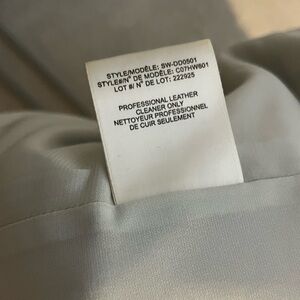 STYLE/MODÈLE: SW-DD0501
STYLE#/N° DE MODÈLE: C07HW601
LOT #/ N° DE LOT: 222925
PROFESSIONAL LEATHER
CLEANER ONLY
NETTOYEUR PROFESSIONNEL
DE CUIR SEULEMENT